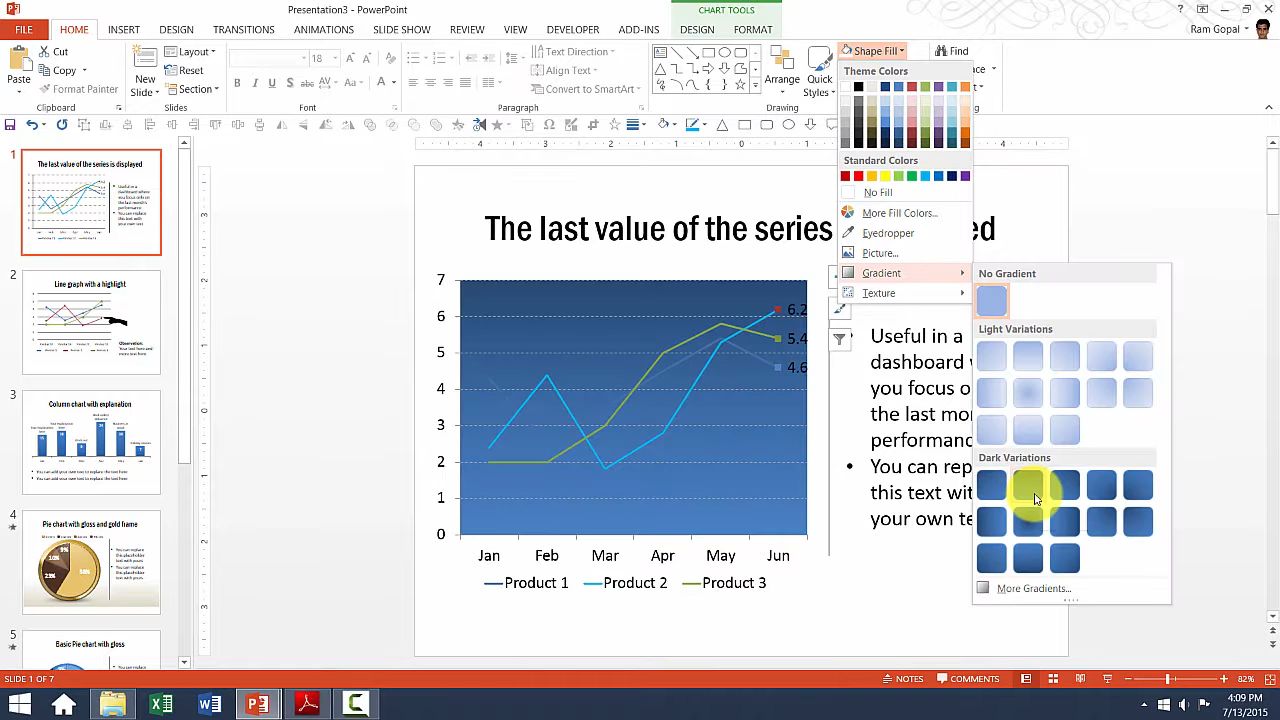 Presentation3 - PowerPoint
CHART TOOLS
FILE HOME INSERT DESIGN TRANSITIONS ANIMATIONS SLIDE SHOW REVIEW VIEW DEVELOPER ADD-INS DESIGN FORMAT Ram Gopal
Paste
Cut
Copy
Format Painter
Clipboard
New Slide
Layout
Reset
Section
Slides
18
Font
Text Direction
Align Text
Convert to SmartArt
Paragraph
Arrange
Quick Styles
Drawing
Shape Fill
Find
Theme Colors
Standard Colors
No Fill
More Fill Colors...
Eyedropper
Picture...
Gradient
Texture
No Gradient
Light Variations
Dark Variations
More Gradients...
1
The last value of the series is displayed
2
Line graph with a highlight
3
Column chart with explanation
4
Pie chart with gloss and gold frame
5
Basic Pie chart with gloss
The last value of the series
7
6
5
4
3
2
1
0
6.2
5.4
4.6
Jan Feb Mar Apr May Jun
Product 1 Product 2 Product 3
• Useful in a
dashboard
you focus
the last
performance
• You can
this text
your own
SLIDE 1 OF 7
NOTES COMMENTS 82%
4:09 PM
7/13/2015